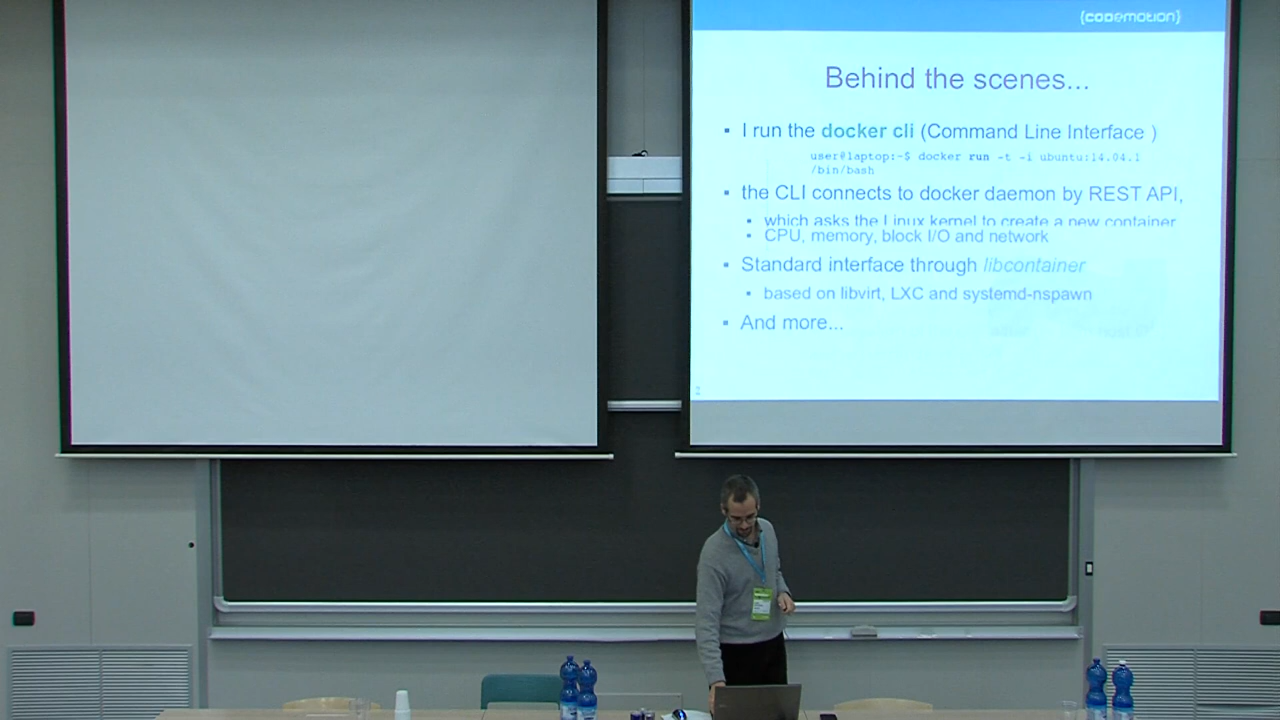 {codemotion}
Behind the scenes...
I run the docker cli (Command Line Interface )
user@laptop:~$ docker run -t -i ubuntu:14.04.1
/bin/bash
the CLI connects to docker daemon by REST API,
which asks the Linux kernel to create a new container
CPU, memory, block I/O and network
Standard interface through libcontainer
based on libvirt, LXC and systemd-nspawn
And more...